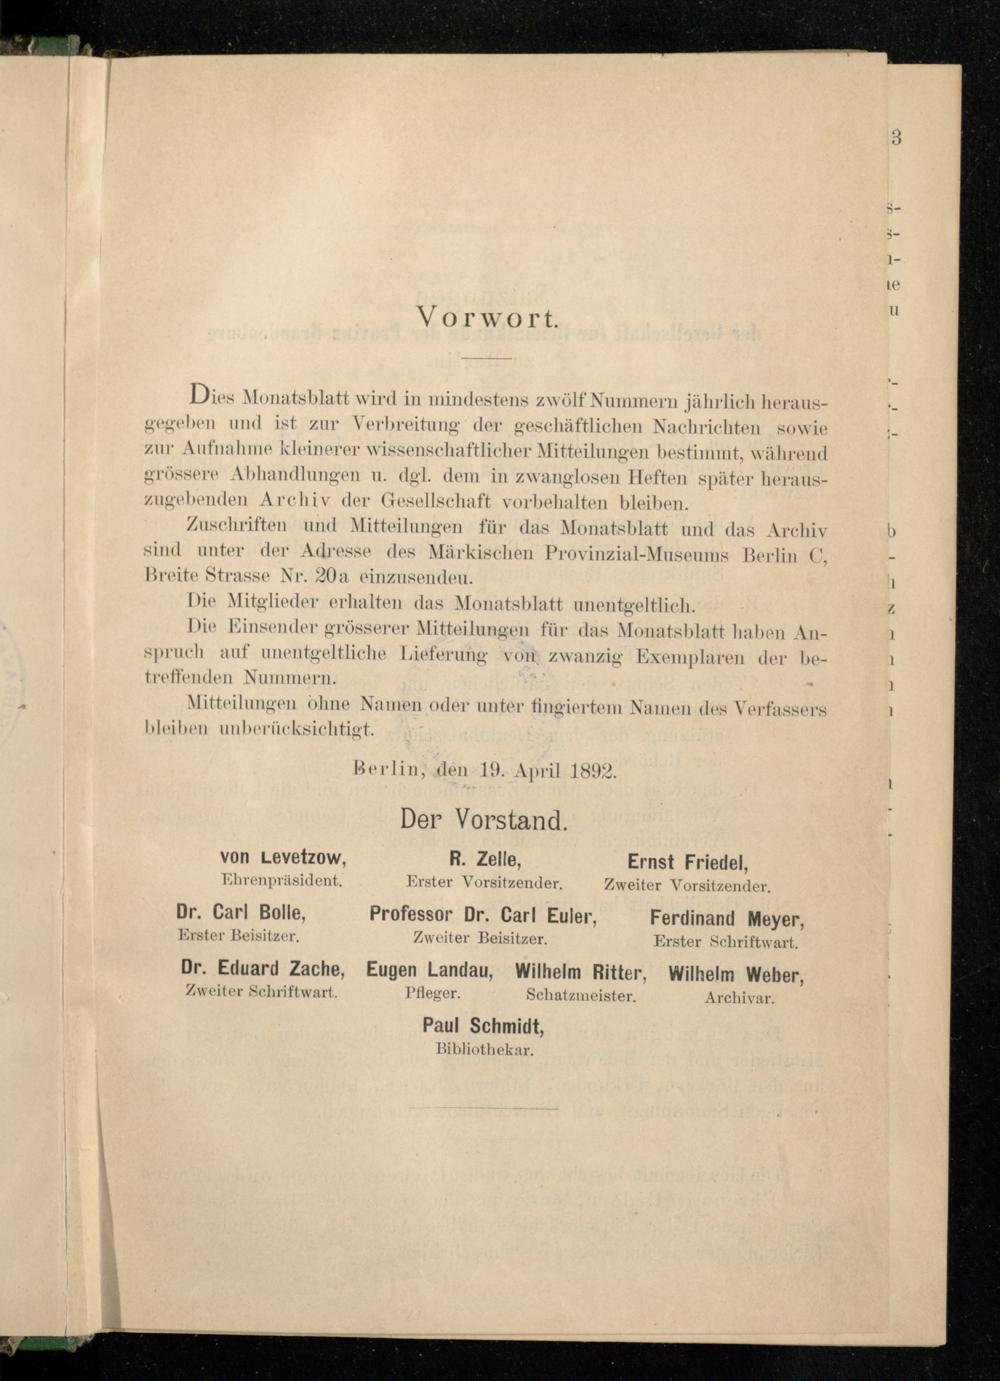 Vorwort.
Dies Monatsblatt wird in mindestens zwölf Nummern jährlich heraus-
gegeben und ist zur Verbreitung der geschäftlichen Nachrichten sowie
zur Aufnahme kleinerer wissenschaftlicher Mitteilungen bestimmt, während
grössere Abhandlungen u. dgl. dem in zwanglosen Heften später heraus-
zugebenden Archiv der Gesellschaft vorbehalten bleiben.
Zuschriften und Mitteilungen für das Monatsblatt und das Archiv
sind unter der Adresse des Märkischen Provinzial-Museums Berlin C,
Breite Strasse Nr. 20a einzusenden.
Die Mitglieder erhalten das Monatsblatt unentgeltlich.
Die Einsender grösserer Mitteilungen für das Monatsblatt haben An-
spruch auf unentgeltliche Lieferung von zwanzig Exemplaren der be-
treffenden Nummern.
Mitteilungen ohne Namen oder unter fingiertem Namen des Verfassers
bleiben unberücksichtigt.
Berlin, den 19. April 1892.
Der Vorstand.
von Levetzow, R. Zelle, Ernst Friedel,
Ehrenpräsident. Erster Vorsitzender. Zweiter Vorsitzender.
Dr. Carl Bolle, Professor Dr. Carl Euler, Ferdinand Meyer,
Erster Beisitzer. Zweiter Beisitzer. Erster Schriftwart.
Dr. Eduard Zache, Eugen Landau, Wilhelm Ritter, Wilhelm Weber,
Zweiter Schriftwart. Pfleger. Schatzmeister. Archivar.
Paul Schmidt,
Bibliothekar.
3